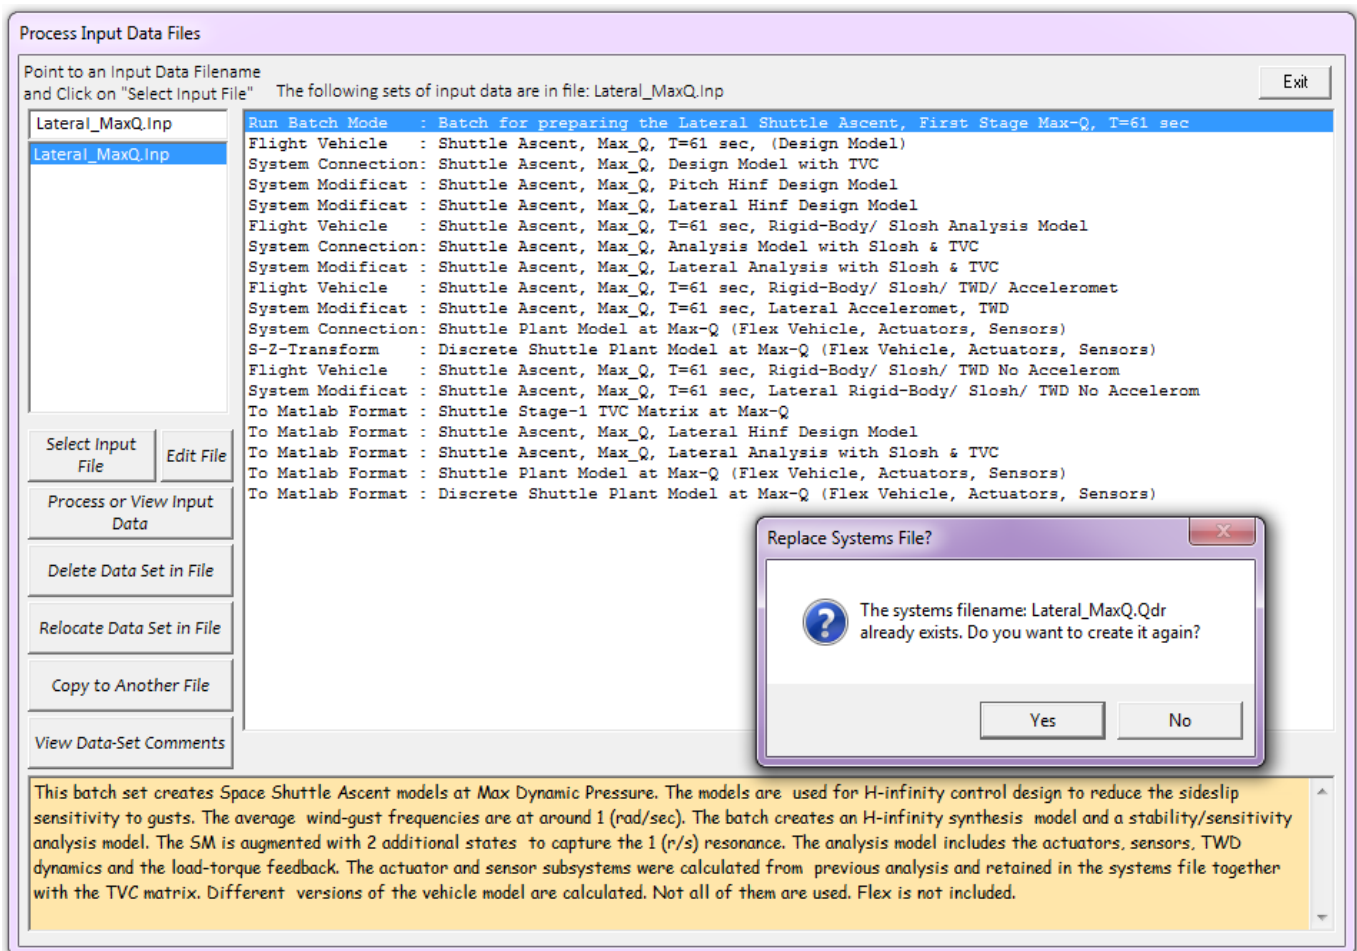 Process Input Data Files
Point to an Input Data Filename
and Click on "Select Input File"
The following sets of input data are in file: Lateral_MaxQ.Inp
Exit
Lateral_MaxQ.Inp
Lateral_MaxQ.Inp
Run Batch Mode : Batch for preparing the Lateral Shuttle Ascent, First Stage Max-Q, T=61 sec
Flight Vehicle : Shuttle Ascent, Max_Q, T=61 sec, (Design Model)
System Connection: Shuttle Ascent, Max_Q, Design Model with TVC
System Modificat : Shuttle Ascent, Max_Q, Pitch Hinf Design Model
System Modificat : Shuttle Ascent, Max_Q, Lateral Hinf Design Model
Flight Vehicle : Shuttle Ascent, Max_Q, T=61 sec, Rigid-Body/ Slosh Analysis Model
System Connection: Shuttle Ascent, Max_Q, Analysis Model with Slosh & TVC
System Modificat : Shuttle Ascent, Max_Q, Lateral Analysis with Slosh & TVC
Flight Vehicle : Shuttle Ascent, Max_Q, T=61 sec, Rigid-Body/ Slosh/ TWD/ Acceleromet
System Modificat : Shuttle Ascent, Max_Q, T=61 sec, Lateral Acceleromet, TWD
System Connection: Shuttle Plant Model at Max-Q (Flex Vehicle, Actuators, Sensors)
S-Z-Transform : Discrete Shuttle Plant Model at Max-Q (Flex Vehicle, Actuators, Sensors)
Flight Vehicle : Shuttle Ascent, Max_Q, T=61 sec, Rigid-Body/ Slosh/ TWD No Accelerom
System Modificat : Shuttle Ascent, Max_Q, T=61 sec, Lateral Rigid-Body/ Slosh/ TWD No Accelerom
To Matlab Format : Shuttle Stage-1 TVC Matrix at Max-Q
To Matlab Format : Shuttle Ascent, Max_Q, Lateral Hinf Design Model
To Matlab Format : Shuttle Ascent, Max_Q, Lateral Analysis with Slosh & TVC
To Matlab Format : Shuttle Plant Model at Max-Q (Flex Vehicle, Actuators, Sensors)
To Matlab Format : Discrete Shuttle Plant Model at Max-Q (Flex Vehicle, Actuators, Sensors)
Select Input
File
Edit File
Process or View Input
Data
Delete Data Set in File
Relocate Data Set in File
Copy to Another File
View Data-Set Comments
Replace Systems File?
The systems filename: Lateral_MaxQ.Qdr
already exists. Do you want to create it again?
Yes
No
This batch set creates Space Shuttle Ascent models at Max Dynamic Pressure. The models are used for H-infinity control design to reduce the sideslip
sensitivity to gusts. The average wind-gust frequencies are at around 1 (rad/sec). The batch creates an H-infinity synthesis model and a stability/sensitivity
analysis model. The SM is augmented with 2 additional states to capture the 1 (r/s) resonance. The analysis model includes the actuators, sensors, TWD
dynamics and the load-torque feedback. The actuator and sensor subsystems were calculated from previous analysis and retained in the systems file together
with the TVC matrix. Different versions of the vehicle model are calculated. Not all of them are used. Flex is not included.